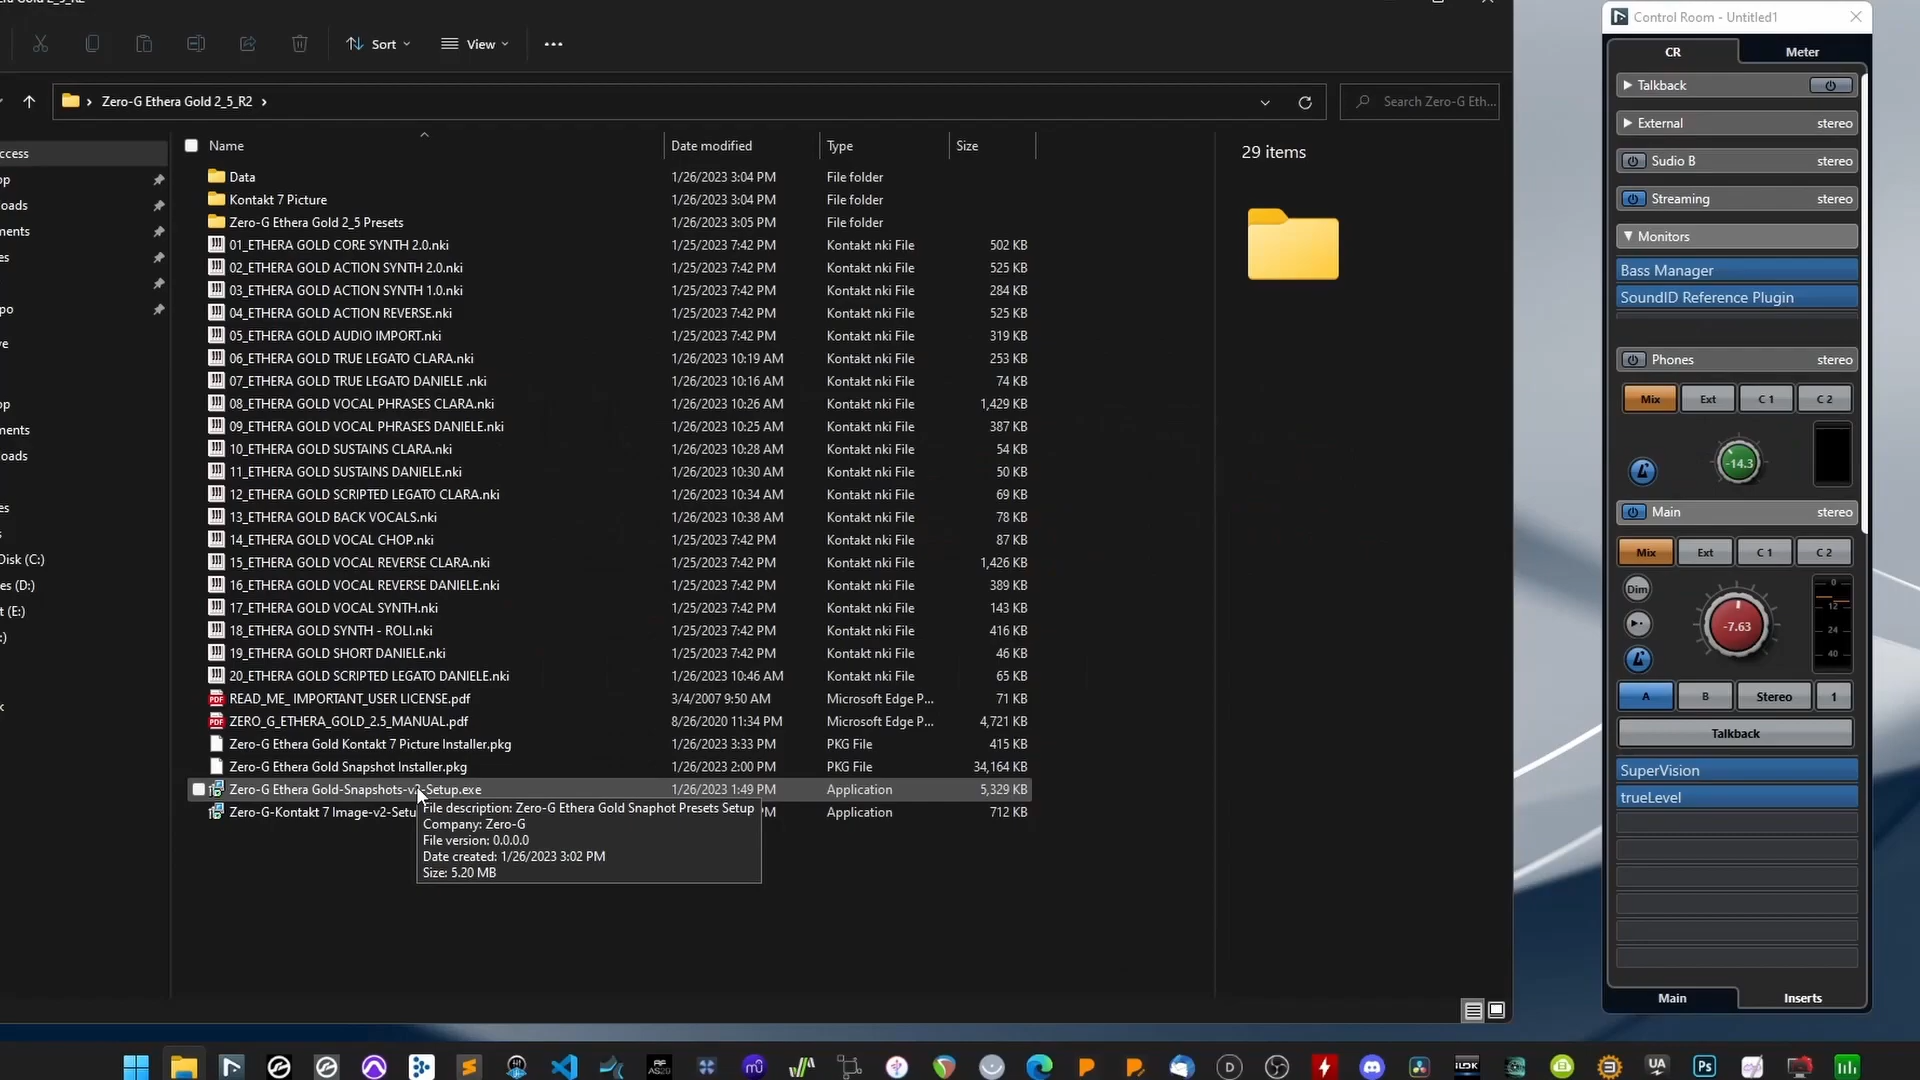 Sort
View
Zero-G Ethera Gold 2_5_R2
Search Zero-G Eth...
Name
Date modified
Type
Size
29 items
Data 1/26/2023 3:04 PM File folder
Kontakt 7 Picture 1/26/2023 3:04 PM File folder
Zero-G Ethera Gold 2_5 Presets 1/26/2023 3:05 PM File folder
01_ETHERA GOLD CORE SYNTH 2.0.nki 1/25/2023 7:42 PM Kontakt nki File 502 KB
02_ETHERA GOLD ACTION SYNTH 2.0.nki 1/25/2023 7:42 PM Kontakt nki File 525 KB
03_ETHERA GOLD ACTION SYNTH 1.0.nki 1/25/2023 7:42 PM Kontakt nki File 284 KB
04_ETHERA GOLD ACTION REVERSE.nki 1/25/2023 7:42 PM Kontakt nki File 525 KB
05_ETHERA GOLD AUDIO IMPORT.nki 1/25/2023 7:42 PM Kontakt nki File 319 KB
06_ETHERA GOLD TRUE LEGATO CLARA.nki 1/26/2023 10:19 AM Kontakt nki File 253 KB
07_ETHERA GOLD TRUE LEGATO DANIELE .nki 1/26/2023 10:16 AM Kontakt nki File 74 KB
08_ETHERA GOLD VOCAL PHRASES CLARA.nki 1/26/2023 10:26 AM Kontakt nki File 1,429 KB
09_ETHERA GOLD VOCAL PHRASES DANIELE.nki 1/26/2023 10:25 AM Kontakt nki File 387 KB
10_ETHERA GOLD SUSTAINS CLARA.nki 1/26/2023 10:28 AM Kontakt nki File 54 KB
11_ETHERA GOLD SUSTAINS DANIELE.nki 1/26/2023 10:30 AM Kontakt nki File 50 KB
12_ETHERA GOLD SCRIPTED LEGATO CLARA.nki 1/26/2023 10:34 AM Kontakt nki File 69 KB
13_ETHERA GOLD BACK VOCALS.nki 1/26/2023 10:38 AM Kontakt nki File 78 KB
14_ETHERA GOLD VOCAL CHOP.nki 1/25/2023 7:42 PM Kontakt nki File 87 KB
15_ETHERA GOLD VOCAL REVERSE CLARA.nki 1/25/2023 7:42 PM Kontakt nki File 1,426 KB
16_ETHERA GOLD VOCAL REVERSE DANIELE.nki 1/25/2023 7:42 PM Kontakt nki File 389 KB
17_ETHERA GOLD VOCAL SYNTH.nki 1/25/2023 7:42 PM Kontakt nki File 143 KB
18_ETHERA GOLD SYNTH - ROLI.nki 1/25/2023 7:42 PM Kontakt nki File 416 KB
19_ETHERA GOLD SHORT DANIELE.nki 1/25/2023 7:42 PM Kontakt nki File 46 KB
20_ETHERA GOLD SCRIPTED LEGATO DANIELE.nki 1/26/2023 10:46 AM Kontakt nki File 65 KB
READ_ME_ IMPORTANT_USER LICENSE.pdf 3/4/2007 9:50 AM Microsoft Edge P... 71 KB
ZERO_G_ETHERA_GOLD_2.5_MANUAL.pdf 8/26/2020 11:34 PM Microsoft Edge P... 4,721 KB
Zero-G Ethera Gold Kontakt 7 Picture Installer.pkg 1/26/2023 3:33 PM PKG File 415 KB
Zero-G Ethera Gold Snapshot Installer.pkg 1/26/2023 2:00 PM PKG File 34,164 KB
Zero-G Ethera Gold-Snapshots-v2-Setup.exe 1/26/2023 1:49 PM Application 5,329 KB
Zero-G-Kontakt 7 Image-v2-Setu PM Application 712 KB
File description: Zero-G Ethera Gold Snaphot Presets Setup
Company: Zero-G
File version: 0.0.0.0
Date created: 1/26/2023 3:02 PM
Size: 5.20 MB
ccess
p
oads
ments
es
po
ve
op
ments
oads
es
s
Disk (C:)
es (D:)
t (E:)
:)
k
Control Room - Untitled1
CR Meter
Talkback
External stereo
Sudio B stereo
Streaming stereo
Monitors
Bass Manager
SoundID Reference Plugin
Phones stereo
Mix Ext C 1 C 2
-14.3
Main stereo
Mix Ext C 1 C 2
Dim
-7.63
0
12
24
40
A B Stereo 1
Talkback
SuperVision
trueLevel
Main Inserts
mü
D
UA
Ps